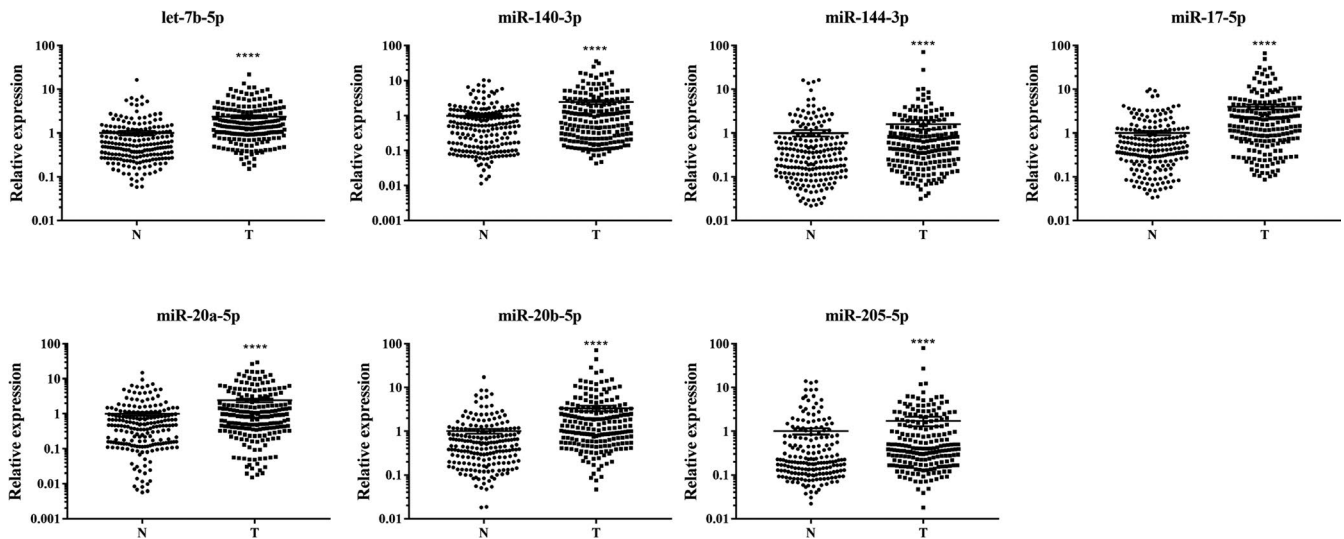 let-7b-5p
miR-140-3p
miR-144-3p
miR-17-5p
Relative expression
100
10
1
0.1
0.01
****
N
T
Relative expression
100
10
1
0.1
0.01
0.001
****
N
T
Relative expression
100
10
1
0.1
0.01
****
N
T
Relative expression
100
10
1
0.1
0.01
****
N
T
miR-20a-5p
miR-20b-5p
miR-205-5p
Relative expression
100
10
1
0.1
0.01
0.001
****
N
T
Relative expression
100
10
1
0.1
0.01
****
N
T
Relative expression
100
10
1
0.1
0.01
****
N
T